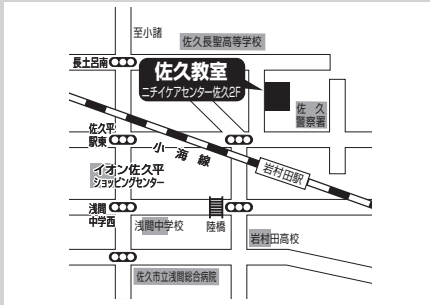 至小諸
佐久長聖高等学校
長土呂南
佐久教室
ニチイケアセンター佐久2F
佐久
警察署
佐久平
駅東
小海線
岩村田駅
イオン佐久平
ショッピングセンター
浅間
中学西
浅間中学校
陸橋
岩村田高校
佐久市立浅間総合病院